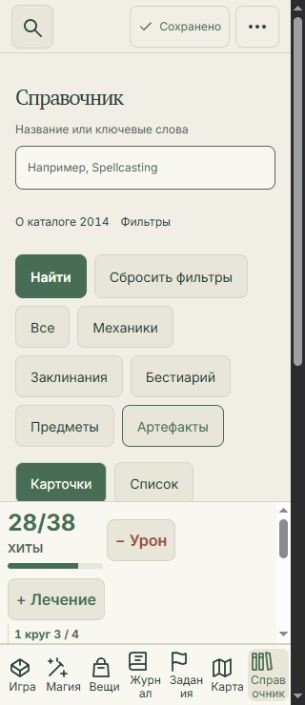 Сохранено
Справочник
Название или ключевые слова
Например, Spellcasting
О каталоге 2014 Фильтры
Найти Сбросить фильтры
Все Механики
Заклинания Бестиарий
Предметы Артефакты
Карточки Список
28/38
хиты
− Урон
+ Лечение
1 круг 3 / 4
Игра Магия Вещи Журн
ал Задан
ия Карта Справ
очник